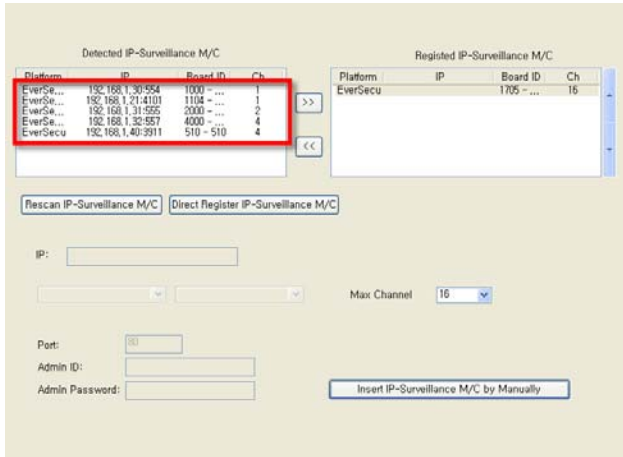 Detected IP-Surveillance M/C
Registed IP-Surveillance M/C
Platform IP Board ID Ch
EverSe... 192,168,1,30:554 1000 - ... 1
EverSe... 192,168,1,21:4101 1104 - ... 1
EverSe... 192,168,1,31:555 2000 - ... 2
EverSe... 192,168,1,32:557 4000 - ... 4
EverSecu 192,168,1,40:3911 510 - 510 4
>>
<<
Platform IP Board ID Ch
EverSecu 1705 - ... 16
Rescan IP-Surveillance M/C
Direct Register IP-Surveillance M/C
IP:
Max Channel 16
Port: 80
Admin ID:
Admin Password:
Insert IP-Surveillance M/C by Manually